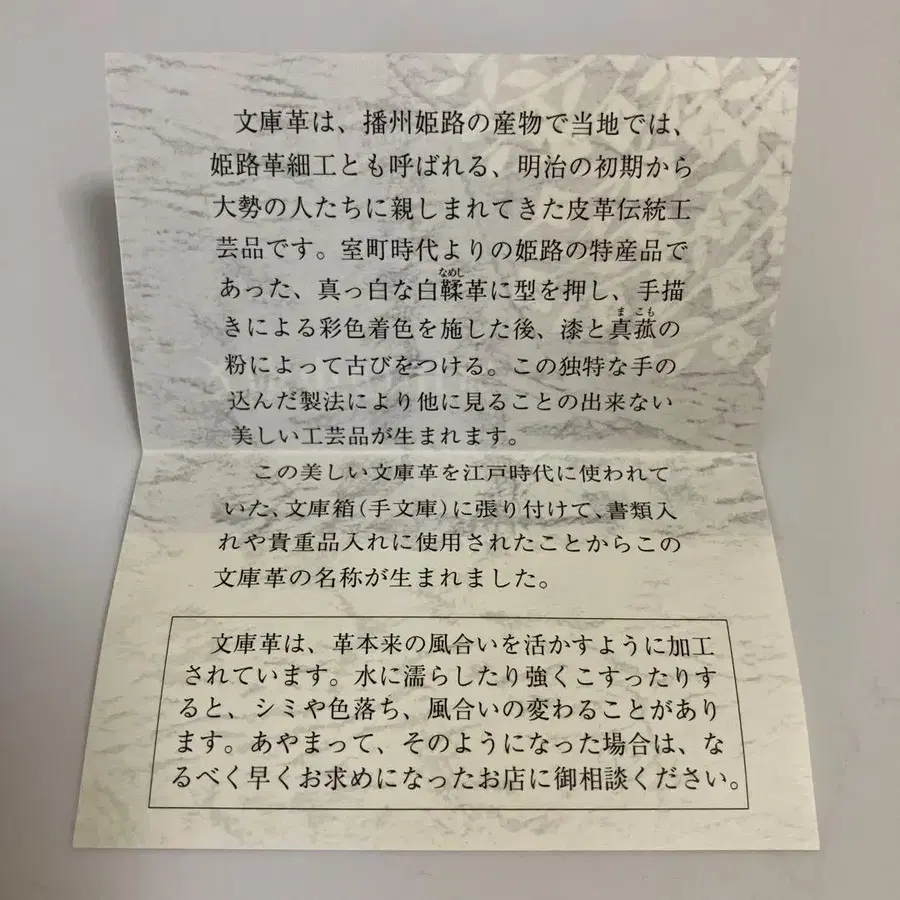 文庫革は、播州姫路の産物で当地では、
姫路革細工とも呼ばれる、明治の初期から
大勢の人たちに親しまれてきた皮革伝統工
芸品です。室町時代よりの姫路の特産品で
なめし
あった、真っ白な白鞣革に型を押し、手描
まこも
きによる彩色着色を施した後、漆と真菰の
粉によって古びをつける。この独特な手の
込んだ製法により他に見ることの出来ない
美しい工芸品が生まれます。
この美しい文庫革を江戸時代に使われて
いた、文庫箱(手文庫)に張り付けて、書類入
れや貴重品入れに使用されたことからこの
文庫革の名称が生まれました。
文庫革は、革本来の風合いを活かすように加工
されています。水に濡らしたり強くこすったりす
ると、シミや色落ち、風合いの変わることがあり
ます。あやまって、そのようになった場合は、な
るべく早くお求めになったお店に御相談ください。